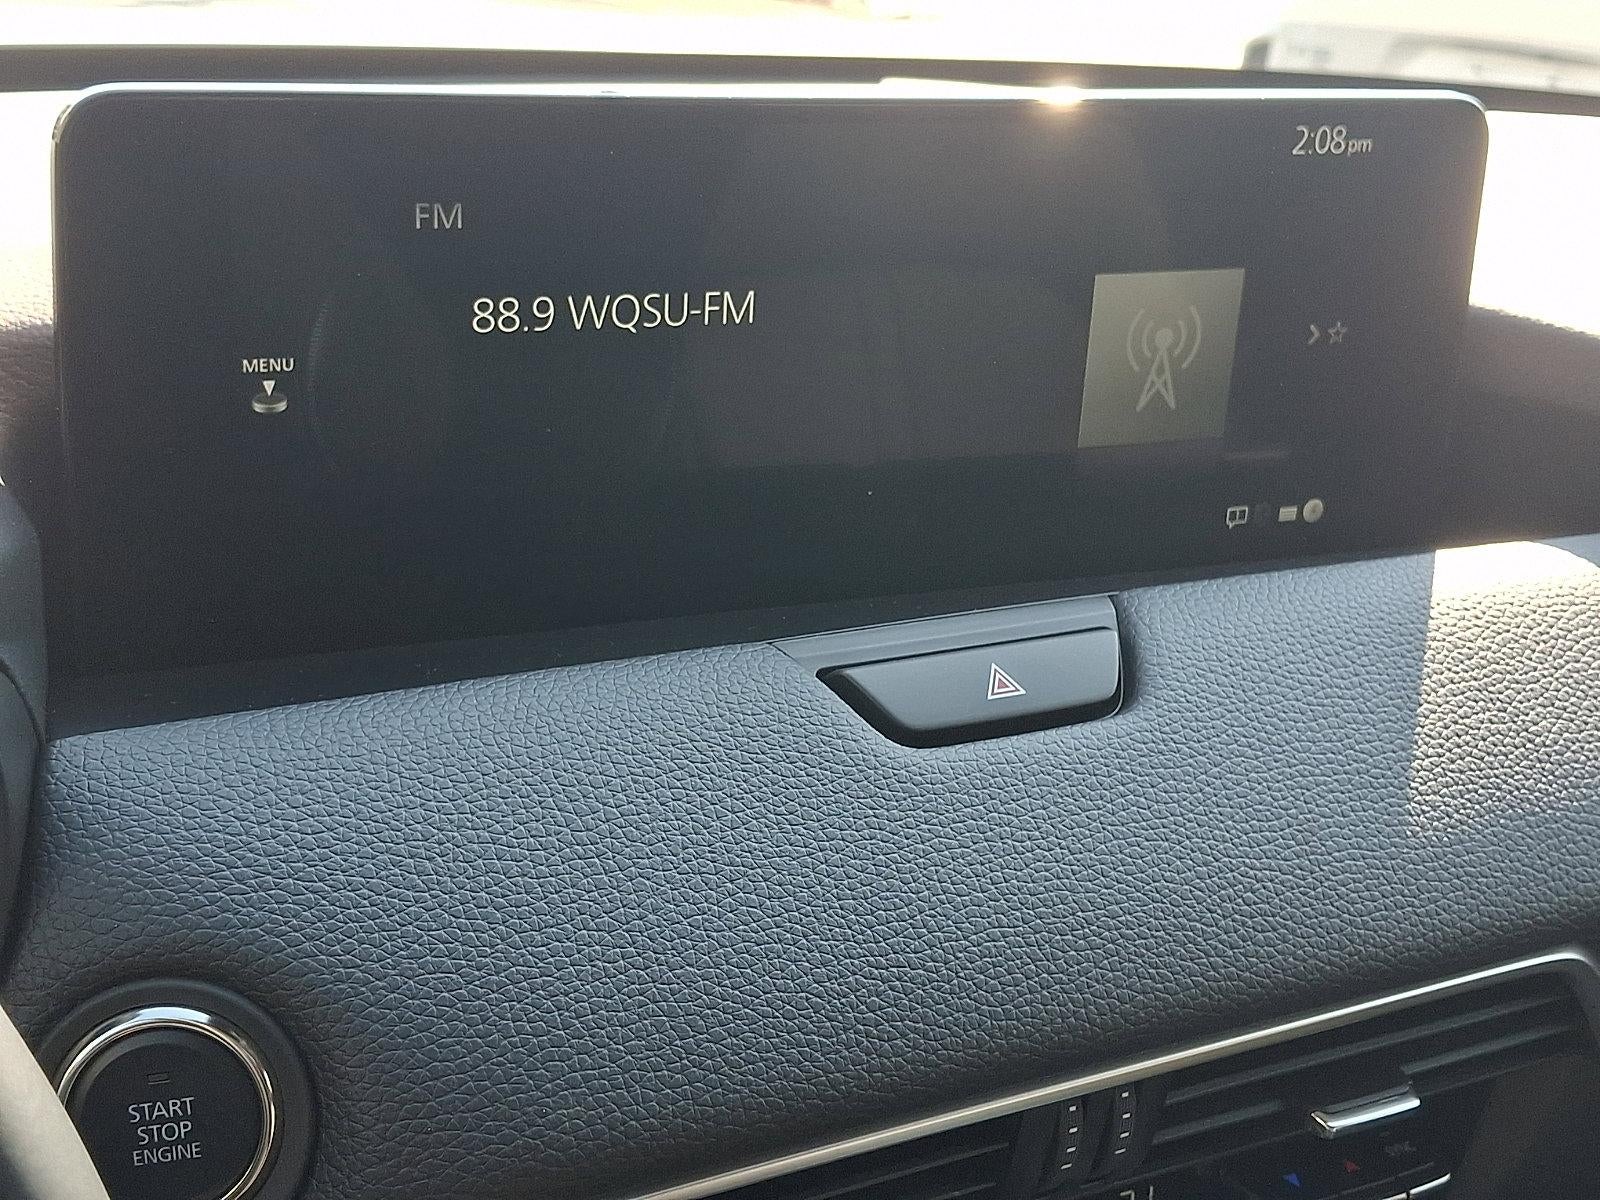 2:08pm
FM
88.9 WQSU-FM
MENU
START
STOP
ENGINE